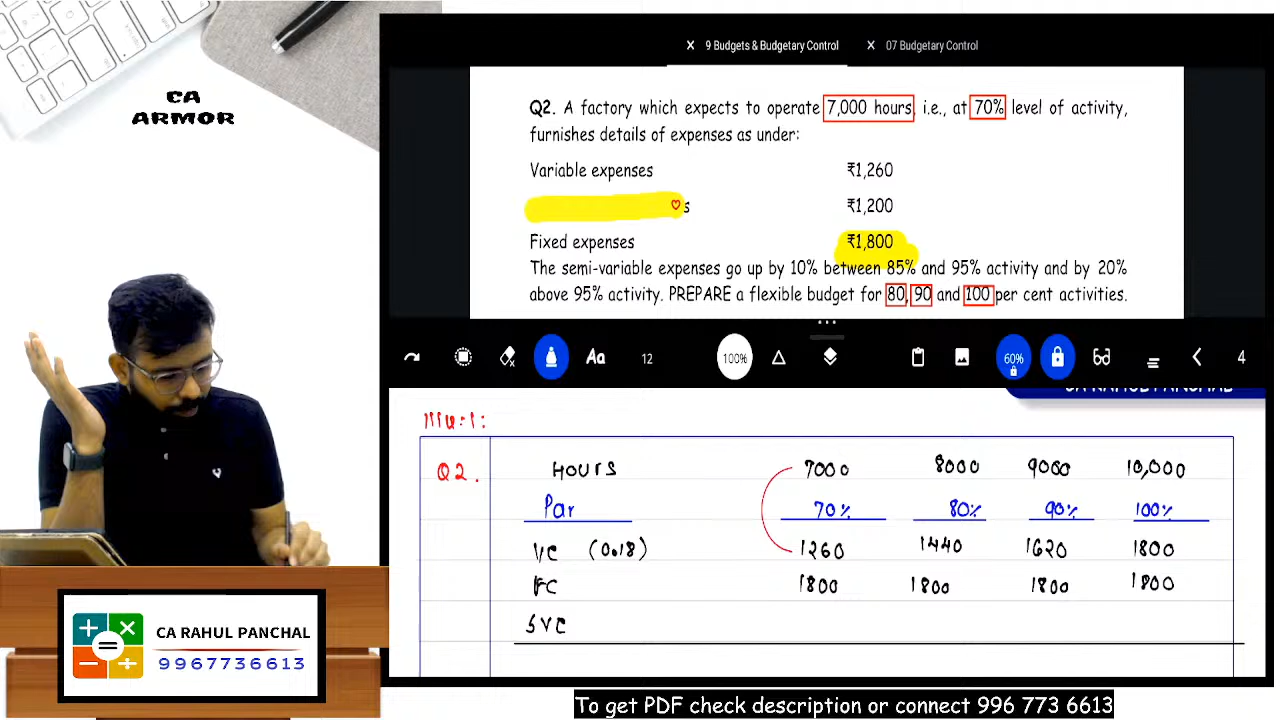 CA
ARMOR
9 Budgets & Budgetary Control
07 Budgetary Control
Q2. A factory which expects to operate 7,000 hours, i.e., at 70% level of activity,
furnishes details of expenses as under:
Variable expenses ₹1,260
s ₹1,200
Fixed expenses ₹1,800
The semi-variable expenses go up by 10% between 85% and 95% activity and by 20%
above 95% activity. PREPARE a flexible budget for 80, 90 and 100 per cent activities.
Aa 12 100% 60% 4
CA RAHUL PANCHAL
Q2. HOURS 7000 8000 9000 10,000
Par 70% 80% 90% 100%
VC (0.18) 1260 1440 1620 1800
FC 1800 1800 1800 1800
SVC
CA RAHUL PANCHAL
9967736613
To get PDF check description or connect 996 773 6613